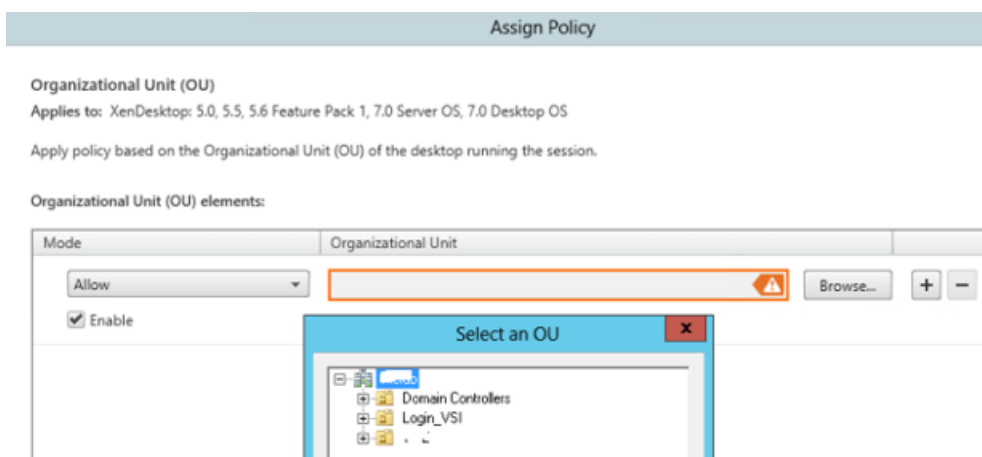 Assign Policy
Organizational Unit (OU)
Applies to: XenDesktop: 5.0, 5.5, 5.6 Feature Pack 1, 7.0 Server OS, 7.0 Desktop OS
Apply policy based on the Organizational Unit (OU) of the desktop running the session.
Organizational Unit (OU) elements:
Mode Organizational Unit
Allow Browse... + −
Enable
Select an OU x
Domain Controllers
Login_VSI